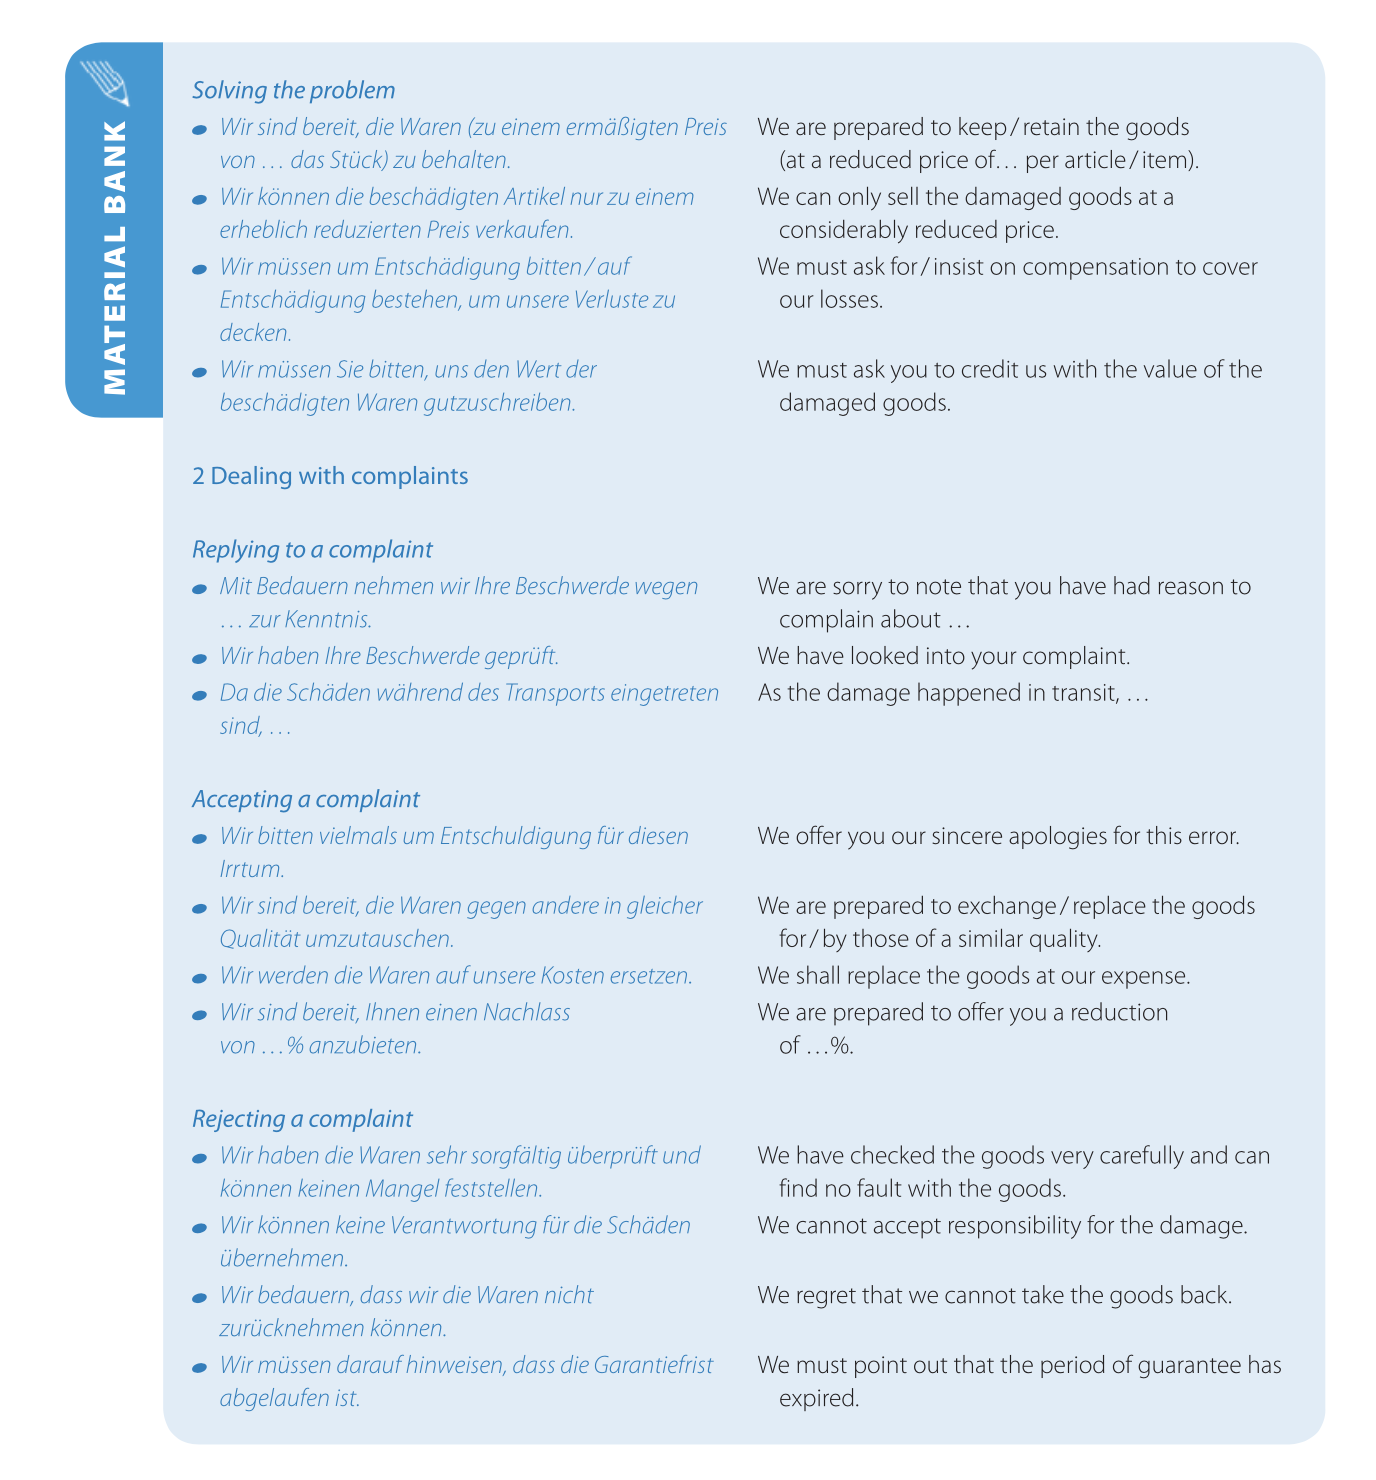 MATERIAL BANK
Solving the problem
Wir sind bereit, die Waren (zu einem ermäßigten Preis
von … das Stück) zu behalten.
We are prepared to keep / retain the goods
(at a reduced price of… per article / item).
Wir können die beschädigten Artikel nur zu einem
erheblich reduzierten Preis verkaufen.
We can only sell the damaged goods at a
considerably reduced price.
Wir müssen um Entschädigung bitten / auf
Entschädigung bestehen, um unsere Verluste zu
decken.
We must ask for / insist on compensation to cover
our losses.
Wir müssen Sie bitten, uns den Wert der
beschädigten Waren gutzuschreiben.
We must ask you to credit us with the value of the
damaged goods.
2 Dealing with complaints
Replying to a complaint
Mit Bedauern nehmen wir Ihre Beschwerde wegen
… zur Kenntnis.
We are sorry to note that you have had reason to
complain about …
Wir haben Ihre Beschwerde geprüft.
We have looked into your complaint.
Da die Schäden während des Transports eingetreten
sind, …
As the damage happened in transit, …
Accepting a complaint
Wir bitten vielmals um Entschuldigung für diesen
Irrtum.
We offer you our sincere apologies for this error.
Wir sind bereit, die Waren gegen andere in gleicher
Qualität umzutauschen.
We are prepared to exchange / replace the goods
for / by those of a similar quality.
Wir werden die Waren auf unsere Kosten ersetzen.
We shall replace the goods at our expense.
Wir sind bereit, Ihnen einen Nachlass
von …% anzubieten.
We are prepared to offer you a reduction
of …%.
Rejecting a complaint
Wir haben die Waren sehr sorgfältig überprüft und
können keinen Mangel feststellen.
We have checked the goods very carefully and can
find no fault with the goods.
Wir können keine Verantwortung für die Schäden
übernehmen.
We cannot accept responsibility for the damage.
Wir bedauern, dass wir die Waren nicht
zurücknehmen können.
We regret that we cannot take the goods back.
Wir müssen darauf hinweisen, dass die Garantiefrist
abgelaufen ist.
We must point out that the period of guarantee has
expired.